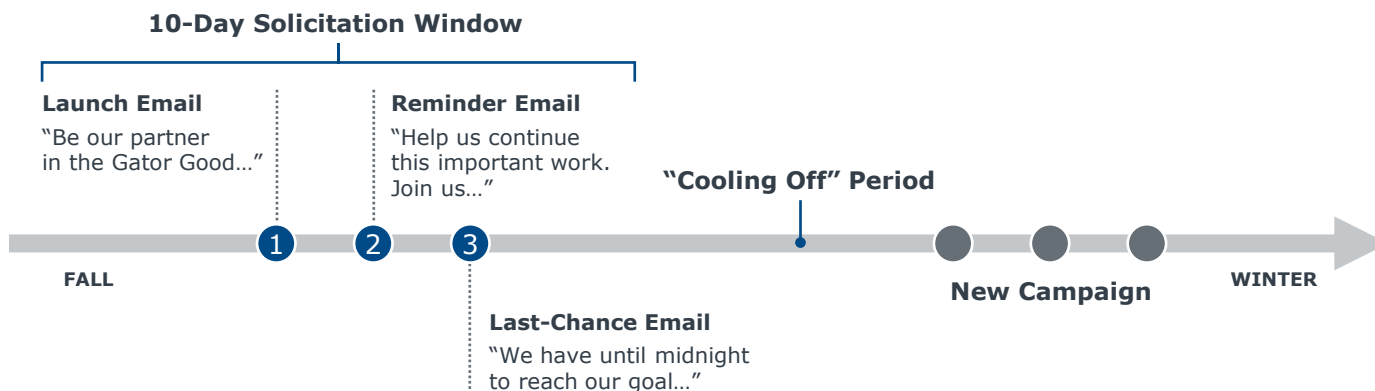 10-Day Solicitation Window
Launch Email
“Be our partner
in the Gator Good…”
Reminder Email
“Help us continue
this important work.
Join us…”
“Cooling Off” Period
1
2
3
FALL
New Campaign
WINTER
Last-Chance Email
“We have until midnight
to reach our goal…”